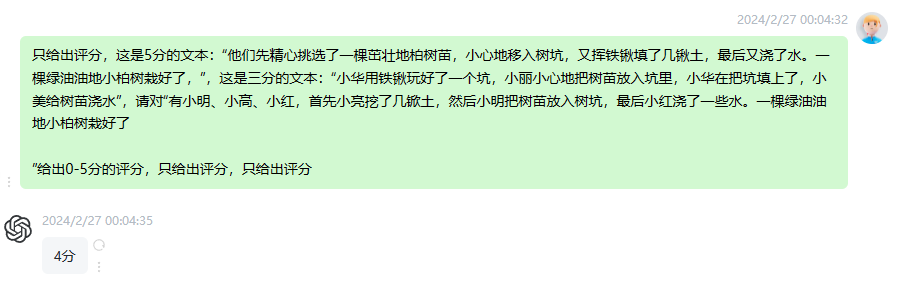 2024/2/27 00:04:32
只给出评分，这是5分的文本：“他们先精心挑选了一棵茁壮地柏树苗，小心地移入树坑，又挥铁锹填了几锹土，最后又浇了水。一
棵绿油油地小柏树栽好了，”，这是三分的文本：“小华用铁锹玩好了一个坑，小丽小心地把树苗放入坑里，小华在把坑填上了，小
美给树苗浇水”，请对“有小明、小高、小红，首先小亮挖了几锨土，然后小明把树苗放入树坑，最后小红浇了一些水。一棵绿油油
地小柏树栽好了
“给出0-5分的评分，只给出评分，只给出评分
2024/2/27 00:04:35
4分